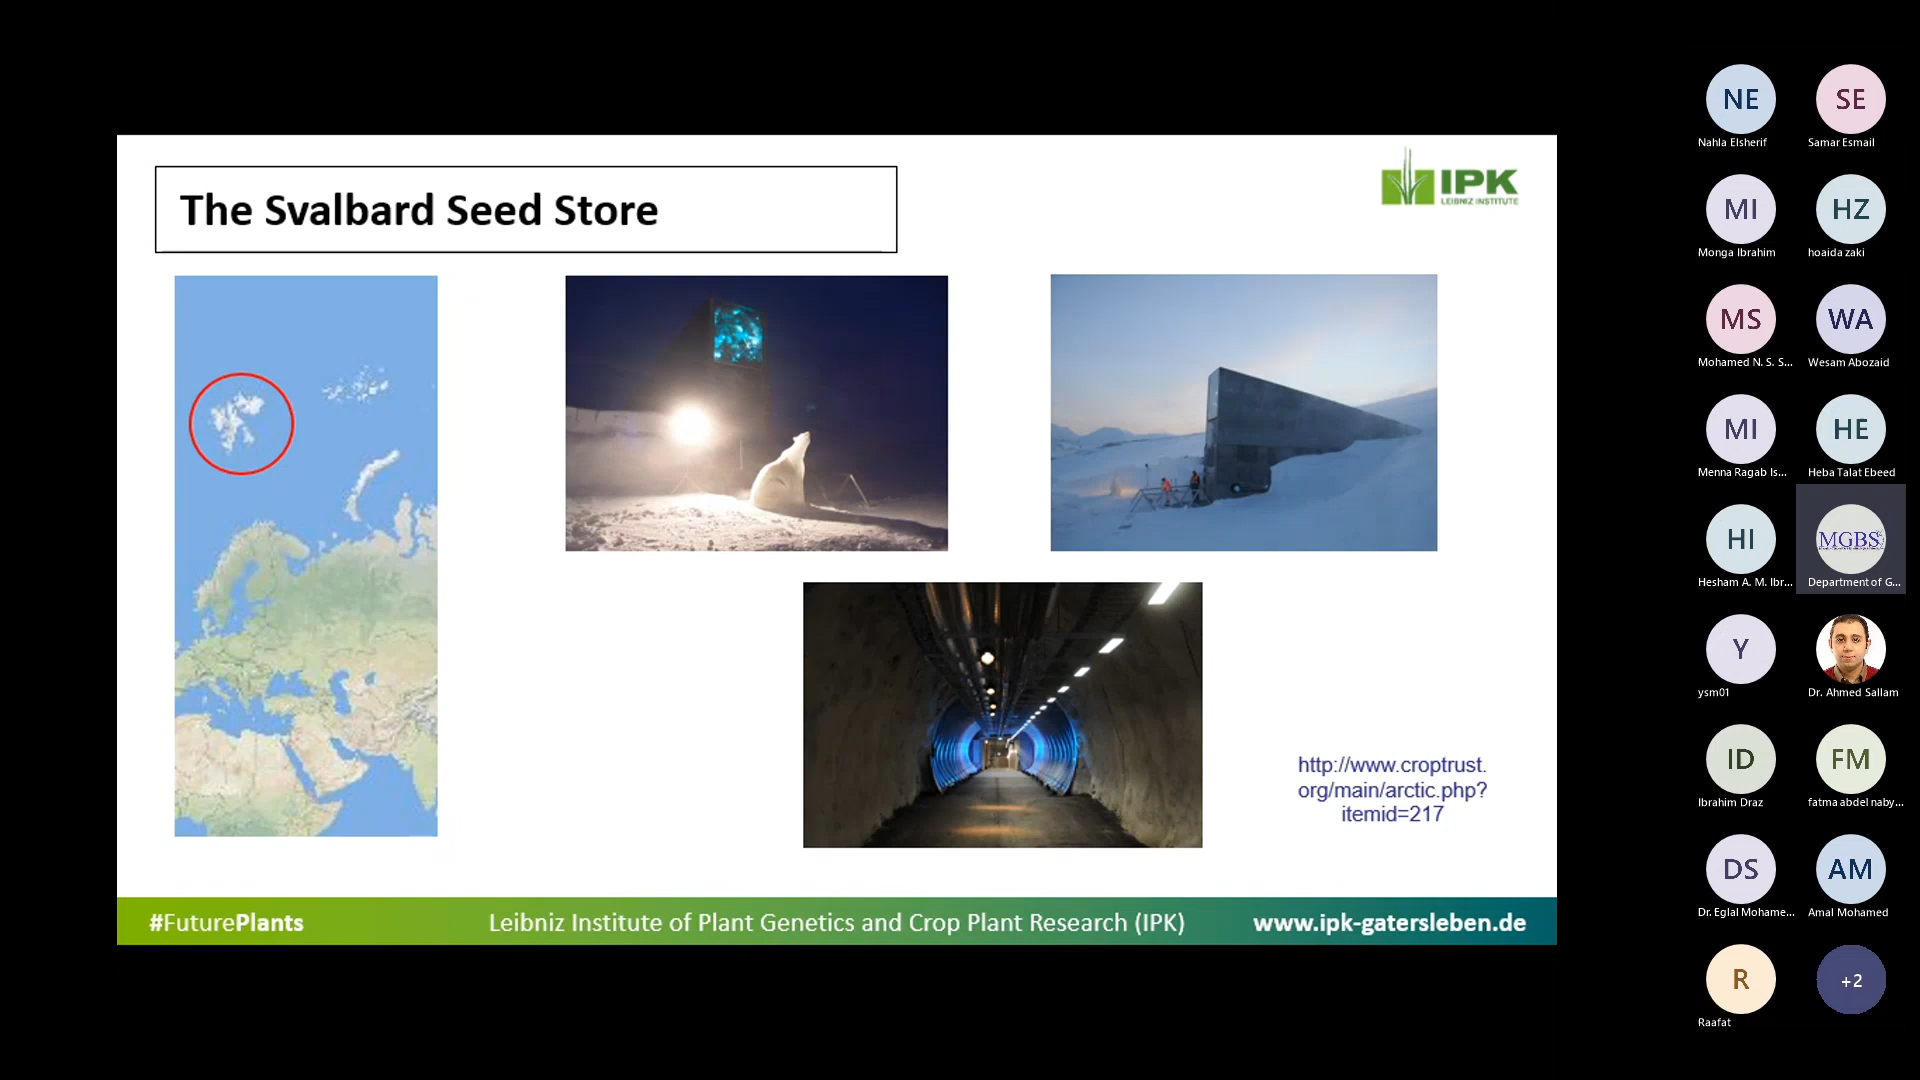 The Svalbard Seed Store
IPK
LEIBNIZ INSTITUTE
http://www.croptrust.
org/main/arctic.php?
itemid=217
#FuturePlants
Leibniz Institute of Plant Genetics and Crop Plant Research (IPK)
www.ipk-gatersleben.de
NE
Nahla Elsherif
SE
Samar Esmail
MI
Monga Ibrahim
HZ
hoaida zaki
MS
Mohamed N. S. S...
WA
Wesam Abozaid
MI
Menna Ragab Is...
HE
Heba Talat Ebeed
HI
Hesham A. M. Ibr...
MGBS
Department of G...
Y
ysm01
Dr. Ahmed Sallam
ID
Ibrahim Draz
FM
fatma abdel naby...
DS
Dr. Eglal Mohame...
AM
Amal Mohamed
R
Raafat
+2